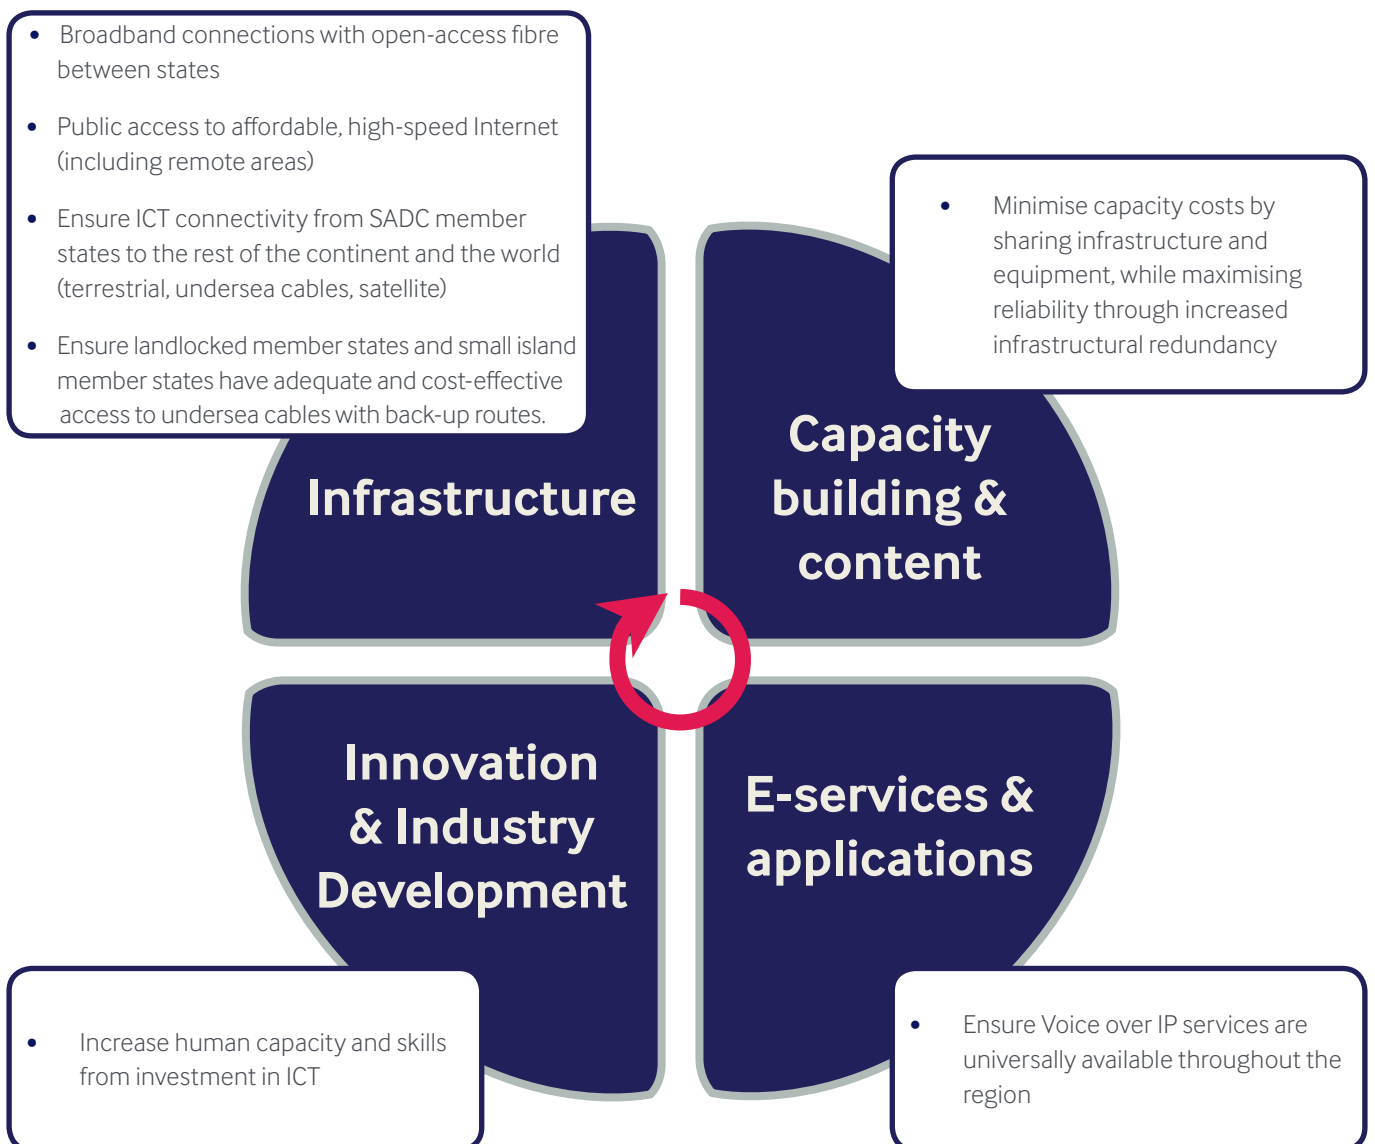 • Broadband connections with open-access fibre
between states
• Public access to affordable, high-speed Internet
(including remote areas)
• Ensure ICT connectivity from SADC member
states to the rest of the continent and the world
(terrestrial, undersea cables, satellite)
• Ensure landlocked member states and small island
member states have adequate and cost-effective
access to undersea cables with back-up routes.
• Minimise capacity costs by
sharing infrastructure and
equipment, while maximising
reliability through increased
infrastructural redundancy
Infrastructure
Capacity
building &
content
Innovation
& Industry
Development
E-services &
applications
• Increase human capacity and skills
from investment in ICT
• Ensure Voice over IP services are
universally available throughout the
region